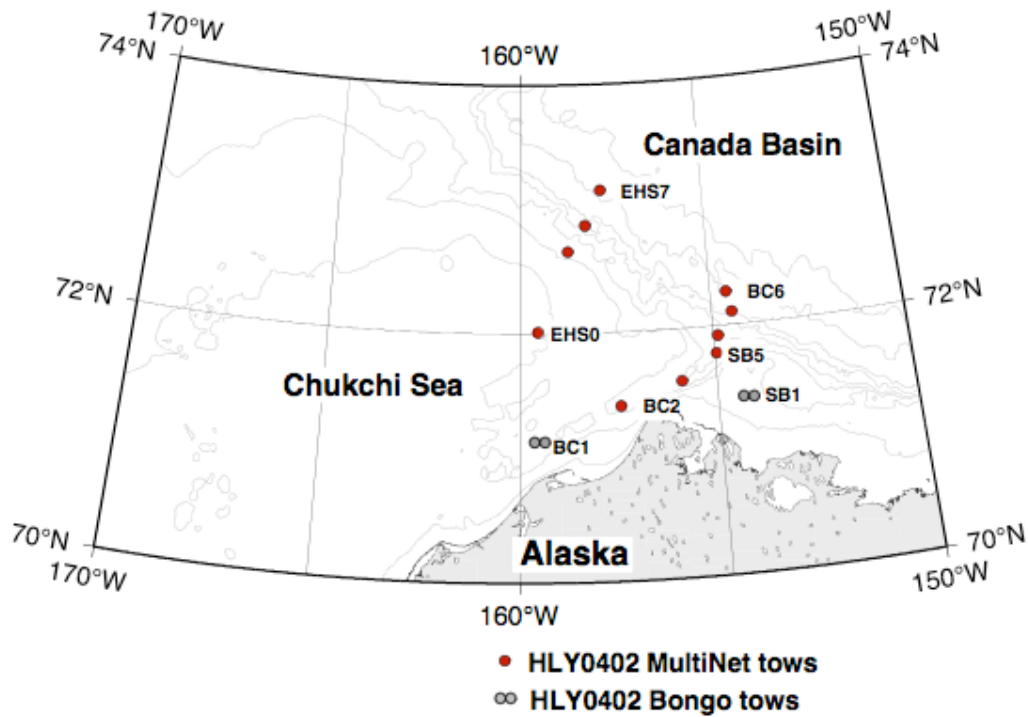 170°W
150°W
74°N
160°W
74°N
Canada Basin
EHS7
72°N
BC6
72°N
EHS0
SB5
Chukchi Sea
SB1
BC2
BC1
70°N
Alaska
70°N
170°W
150°W
160°W
HLY0402 MultiNet tows
HLY0402 Bongo tows